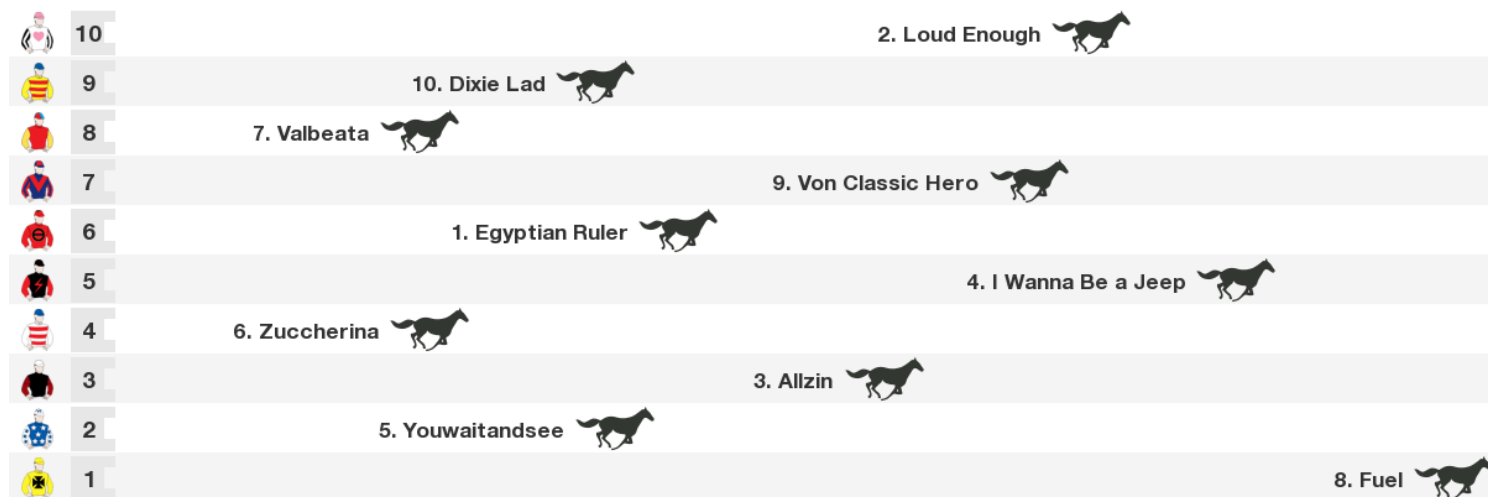 10 2. Loud Enough
9 10. Dixie Lad
8 7. Valbeata
7 9. Von Classic Hero
6 1. Egyptian Ruler
5 4. I Wanna Be a Jeep
4 6. Zuccherina
3 3. Allzin
2 5. Youwaitandsee
1 8. Fuel